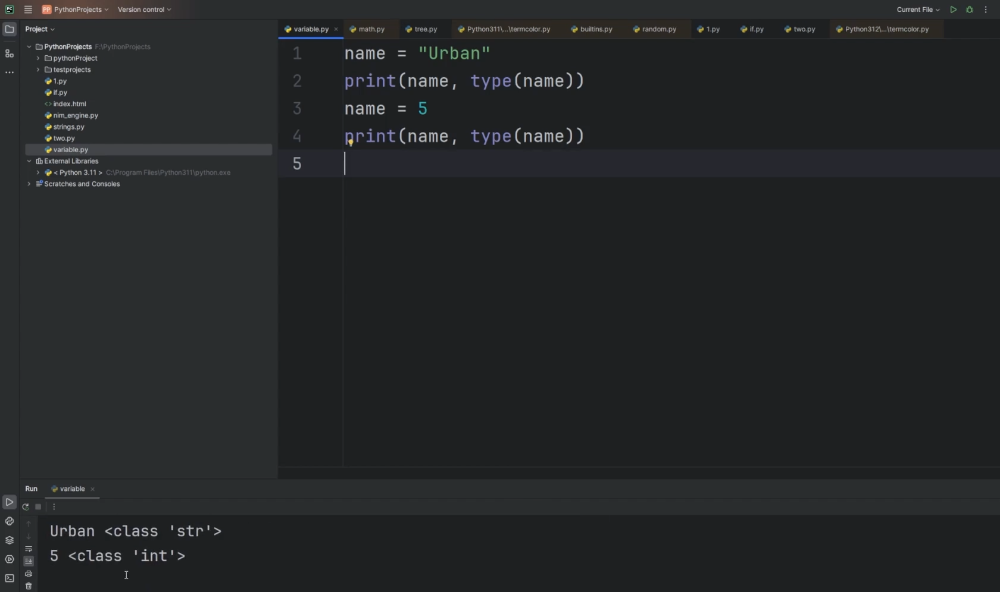 PC PP PythonProjects Version control Current File
Project
variable.py math.py tree.py Python311\...\termcolor.py builtins.py random.py 1.py if.py two.py Python312\...\termcolor.py
PythonProjects F:\PythonProjects
pythonProject
testprojects
1.py
if.py
<> index.html
nim_engine.py
strings.py
two.py
variable.py
External Libraries
< Python 3.11 > C:\Program Files\Python311\python.exe
Scratches and Consoles
1 name = "Urban"
2 print(name, type(name))
3 name = 5
4 print(name, type(name))
5
Run variable
Urban <class 'str'>
5 <class 'int'>